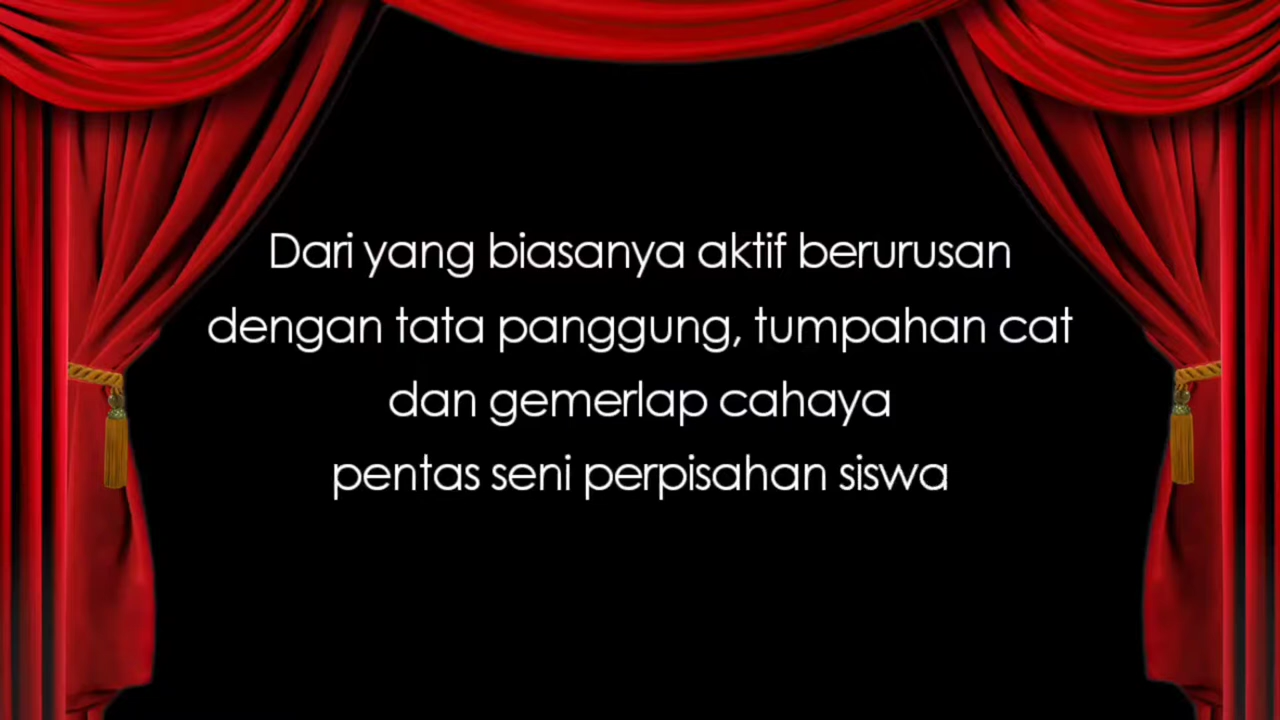 Dari yang biasanya aktif berurusan
dengan tata panggung, tumpahan cat
dan gemerlap cahaya
pentas seni perpisahan siswa